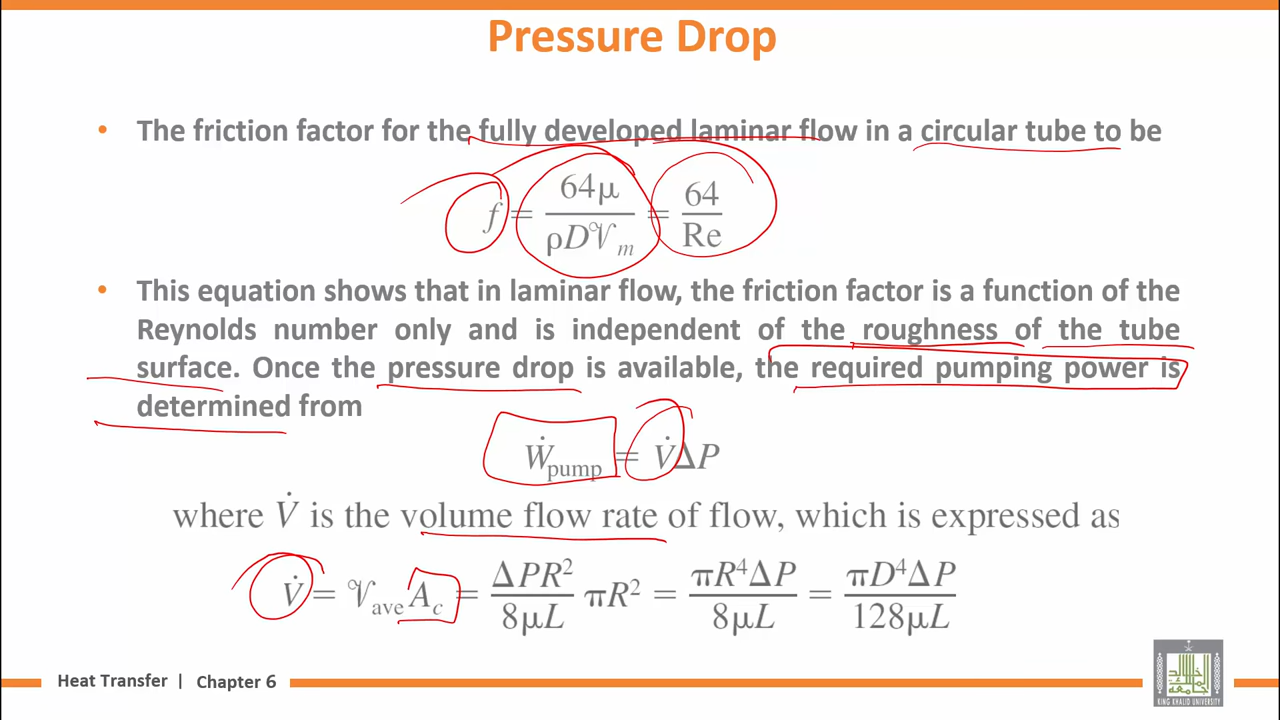 Pressure Drop
• The friction factor for the fully developed laminar flow in a circular tube to be
f = 64μ / ρD𝒱m = 64 / Re
• This equation shows that in laminar flow, the friction factor is a function of the
Reynolds number only and is independent of the roughness of the tube
surface. Once the pressure drop is available, the required pumping power is
determined from
Ẇpump = V̇ΔP
where V̇ is the volume flow rate of flow, which is expressed as
V̇ = 𝒱ave Ac = ΔPR² / 8μL πR² = πR⁴ΔP / 8μL = πD⁴ΔP / 128μL
Heat Transfer | Chapter 6
KING KHALID UNIVERSITY